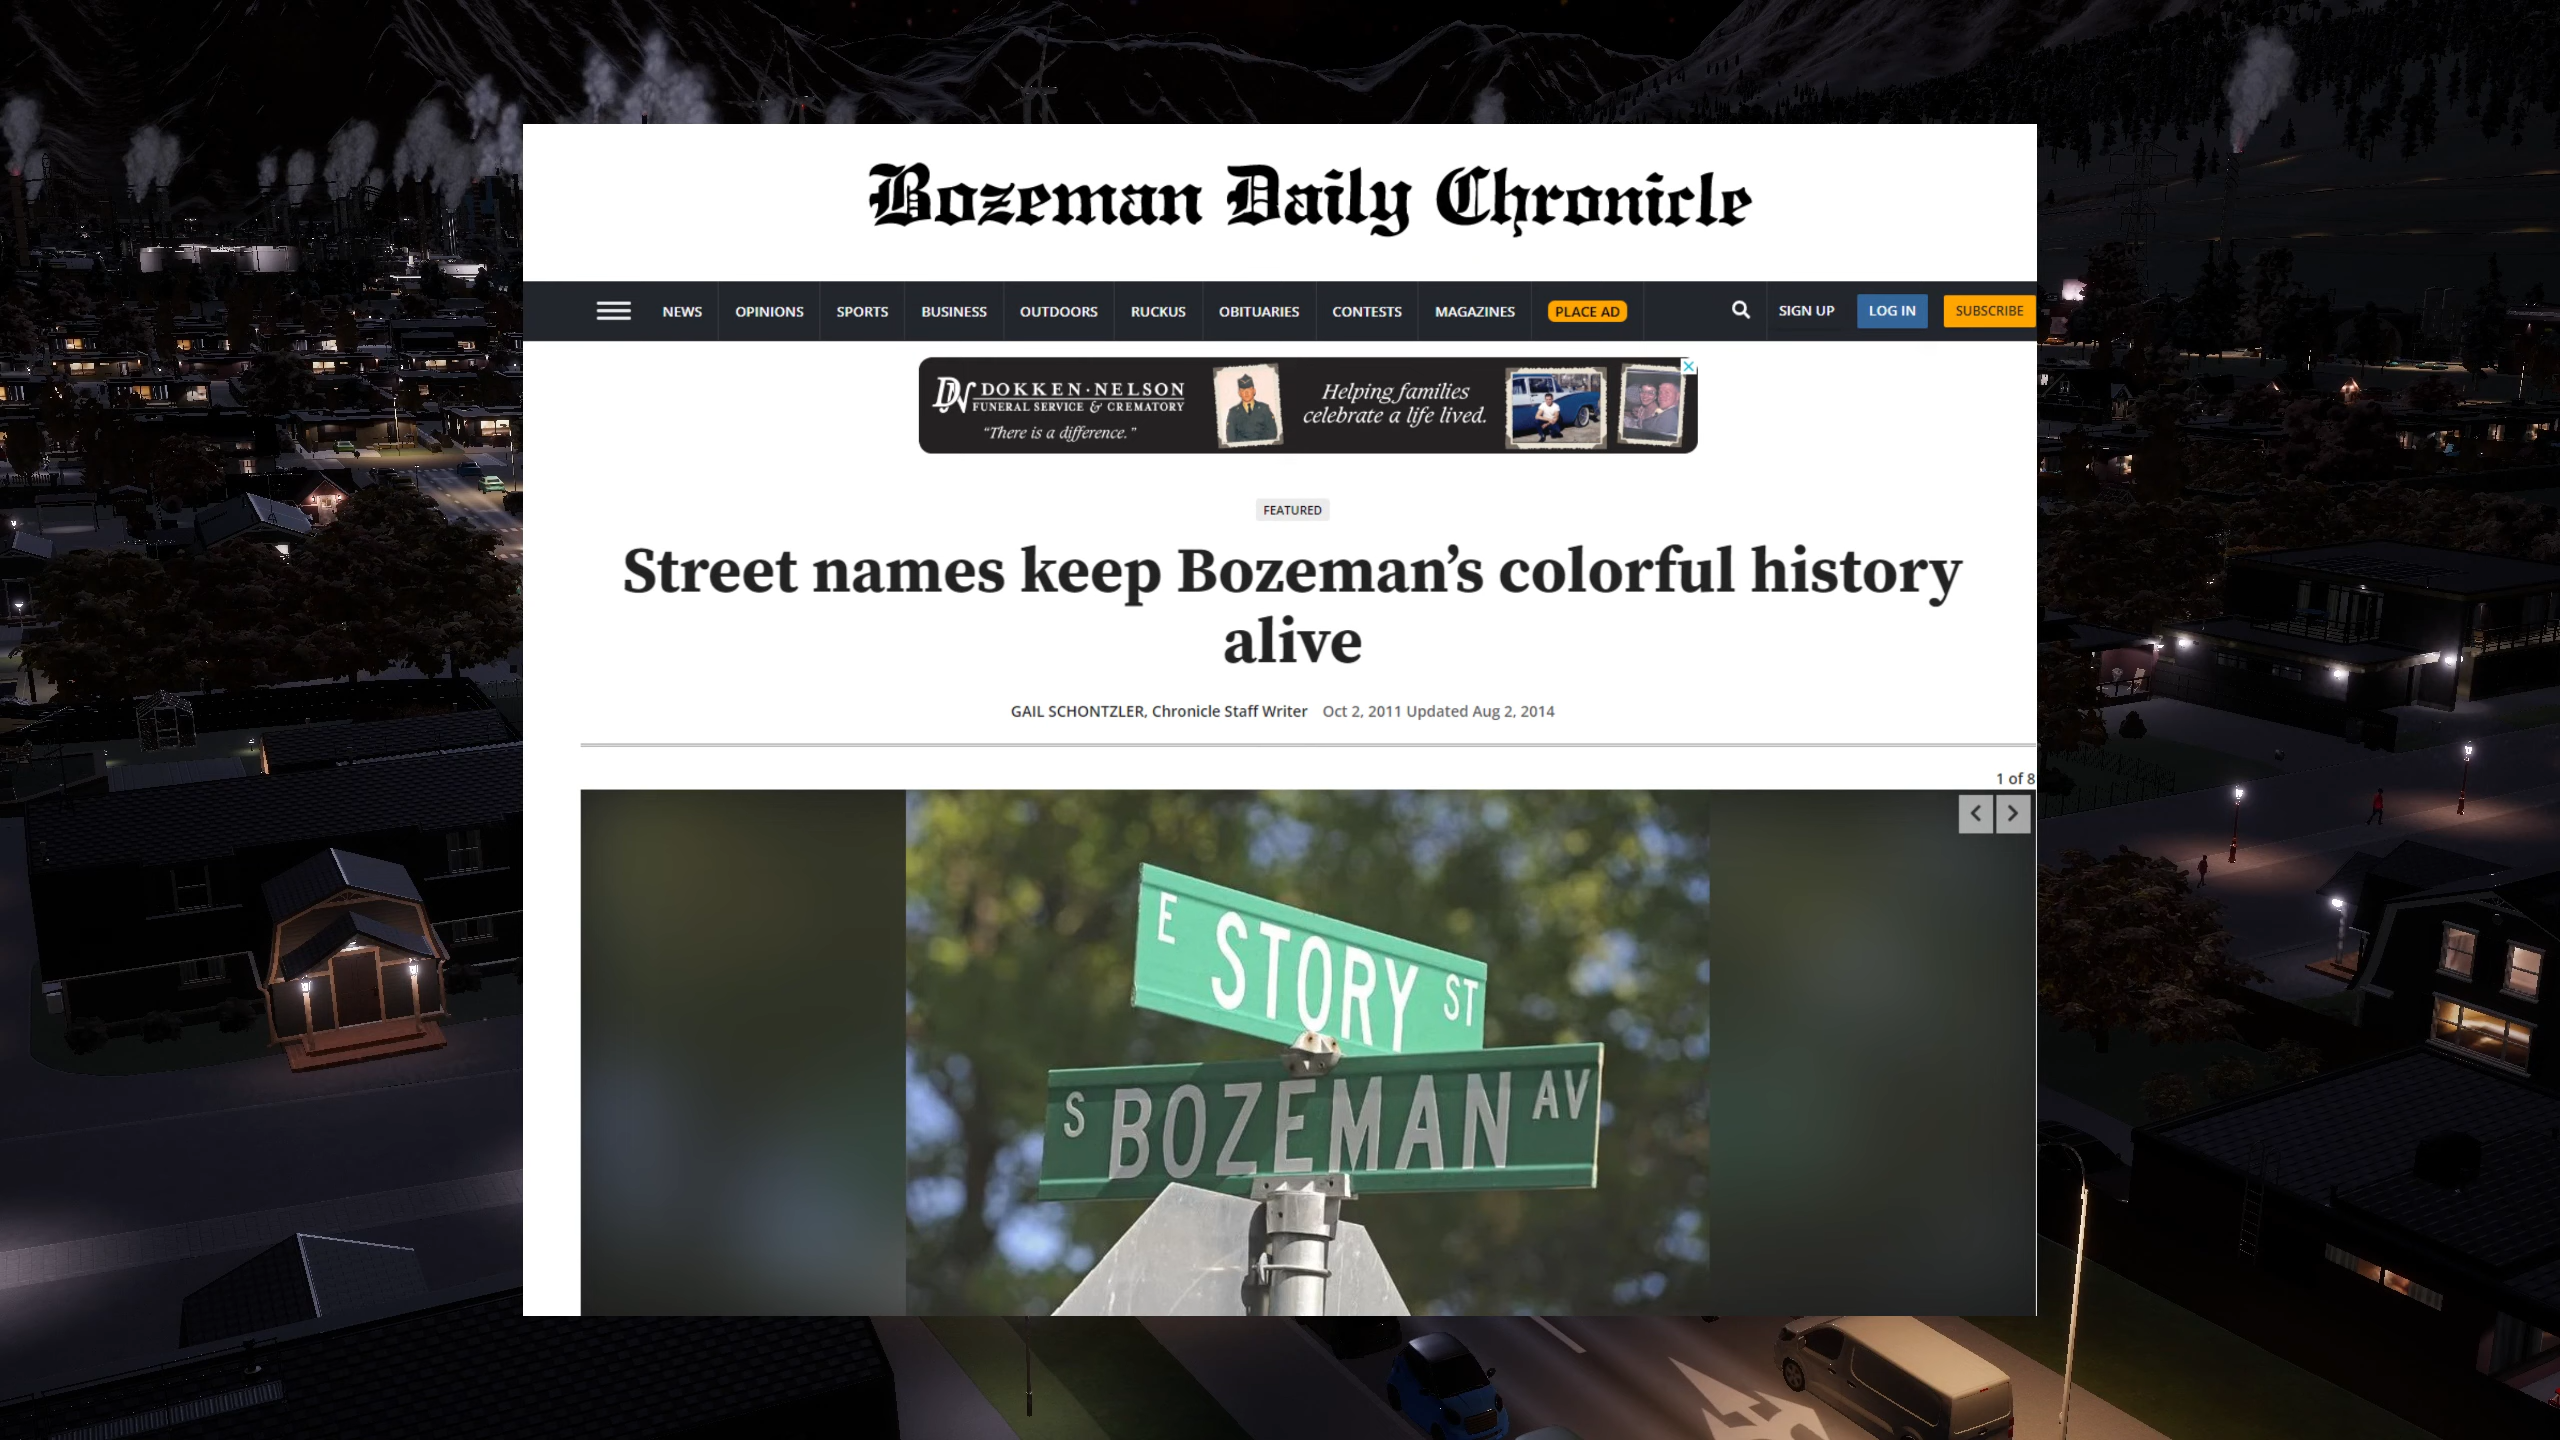 Bozeman Daily Chronicle
NEWS OPINIONS SPORTS BUSINESS OUTDOORS RUCKUS OBITUARIES CONTESTS MAGAZINES PLACE AD SIGN UP LOG IN SUBSCRIBE
DN DOKKEN·NELSON
FUNERAL SERVICE & CREMATORY
“There is a difference.”
Helping families
celebrate a life lived.
FEATURED
Street names keep Bozeman’s colorful history
alive
GAIL SCHONTZLER, Chronicle Staff Writer Oct 2, 2011 Updated Aug 2, 2014
1 of 8
E STORY ST
S BOZEMAN AV